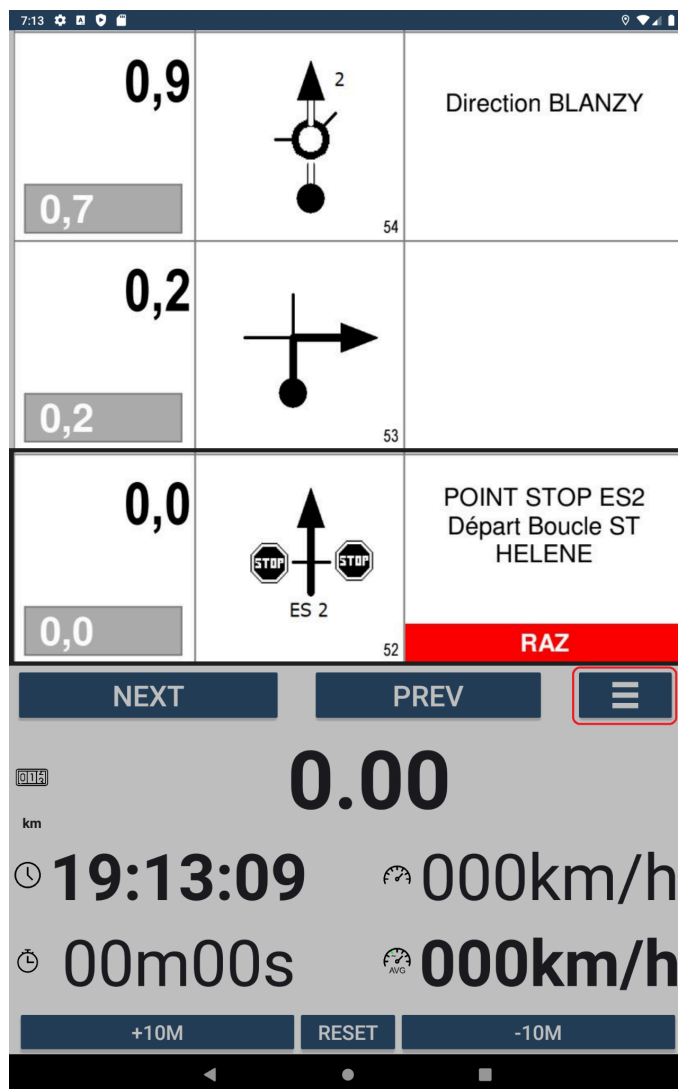 7:13
0,9
2
Direction BLANZY
0,7
54
0,2
0,2
53
0,0
STOP
STOP
ES 2
POINT STOP ES2
Départ Boucle ST
HELENE
0,0
52
RAZ
NEXT
PREV
0.00
km
19:13:09
000km/h
00m00s
AVG
000km/h
+10M
RESET
-10M